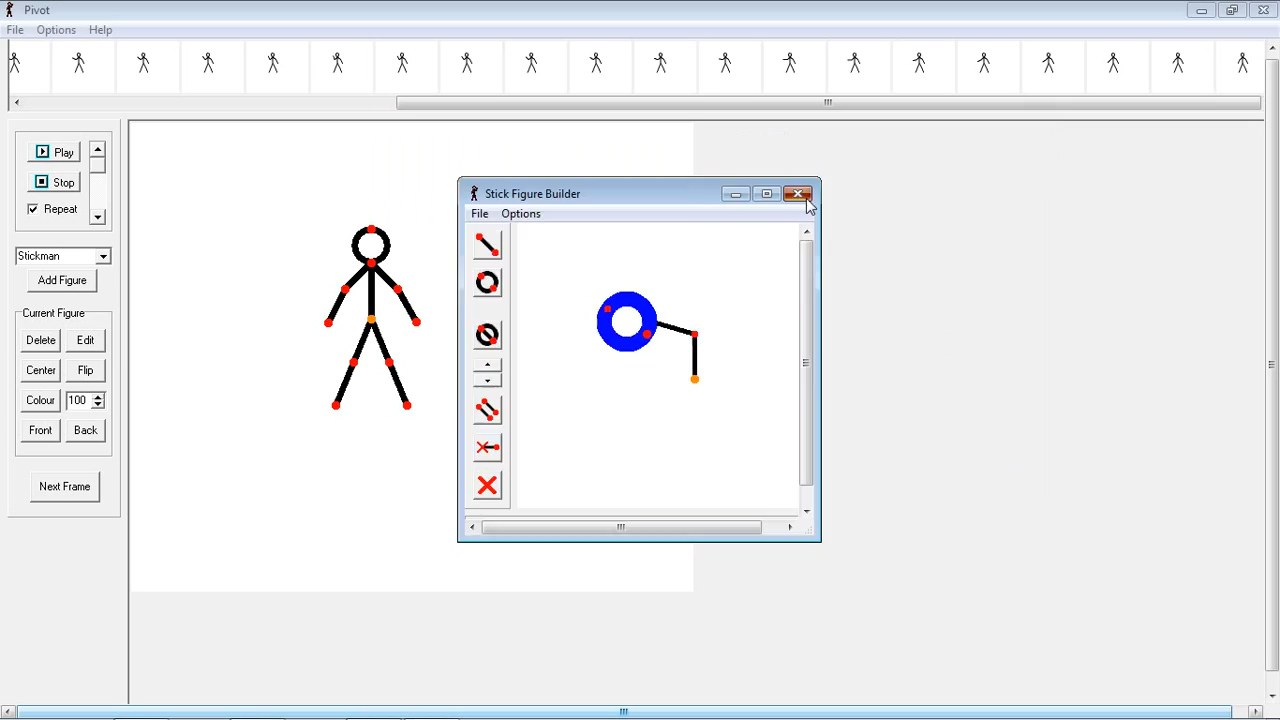 Pivot
File Options Help
Play
Stop
Repeat
Stickman
Add Figure
Current Figure
Delete Edit
Center Flip
Colour 100
Front Back
Next Frame
Stick Figure Builder
File Options